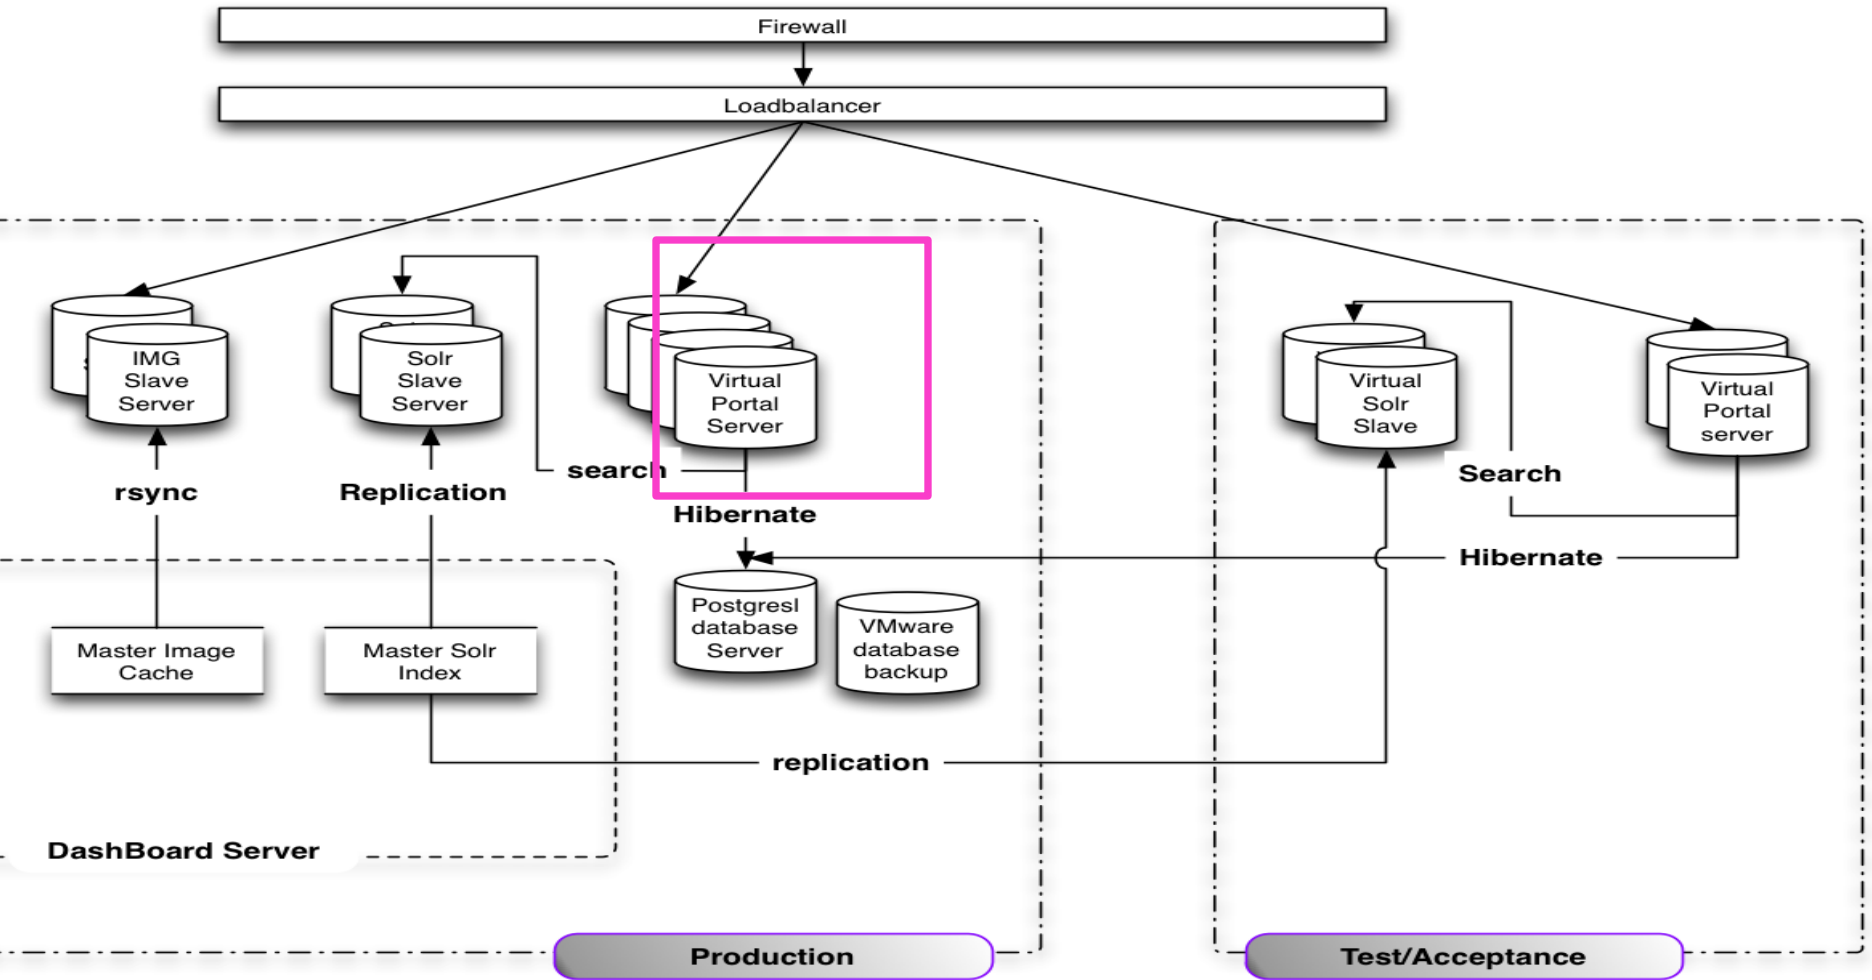 Firewall
Loadbalancer
IMG
Slave
Server
Solr
Slave
Server
Virtual
Portal
Server
Virtual
Solr
Slave
Virtual
Portal
server
search
Search
rsync
Replication
Hibernate
Hibernate
Postgresl
database
Server
VMware
database
backup
Master Image
Cache
Master Solr
Index
replication
DashBoard Server
Production
Test/Acceptance